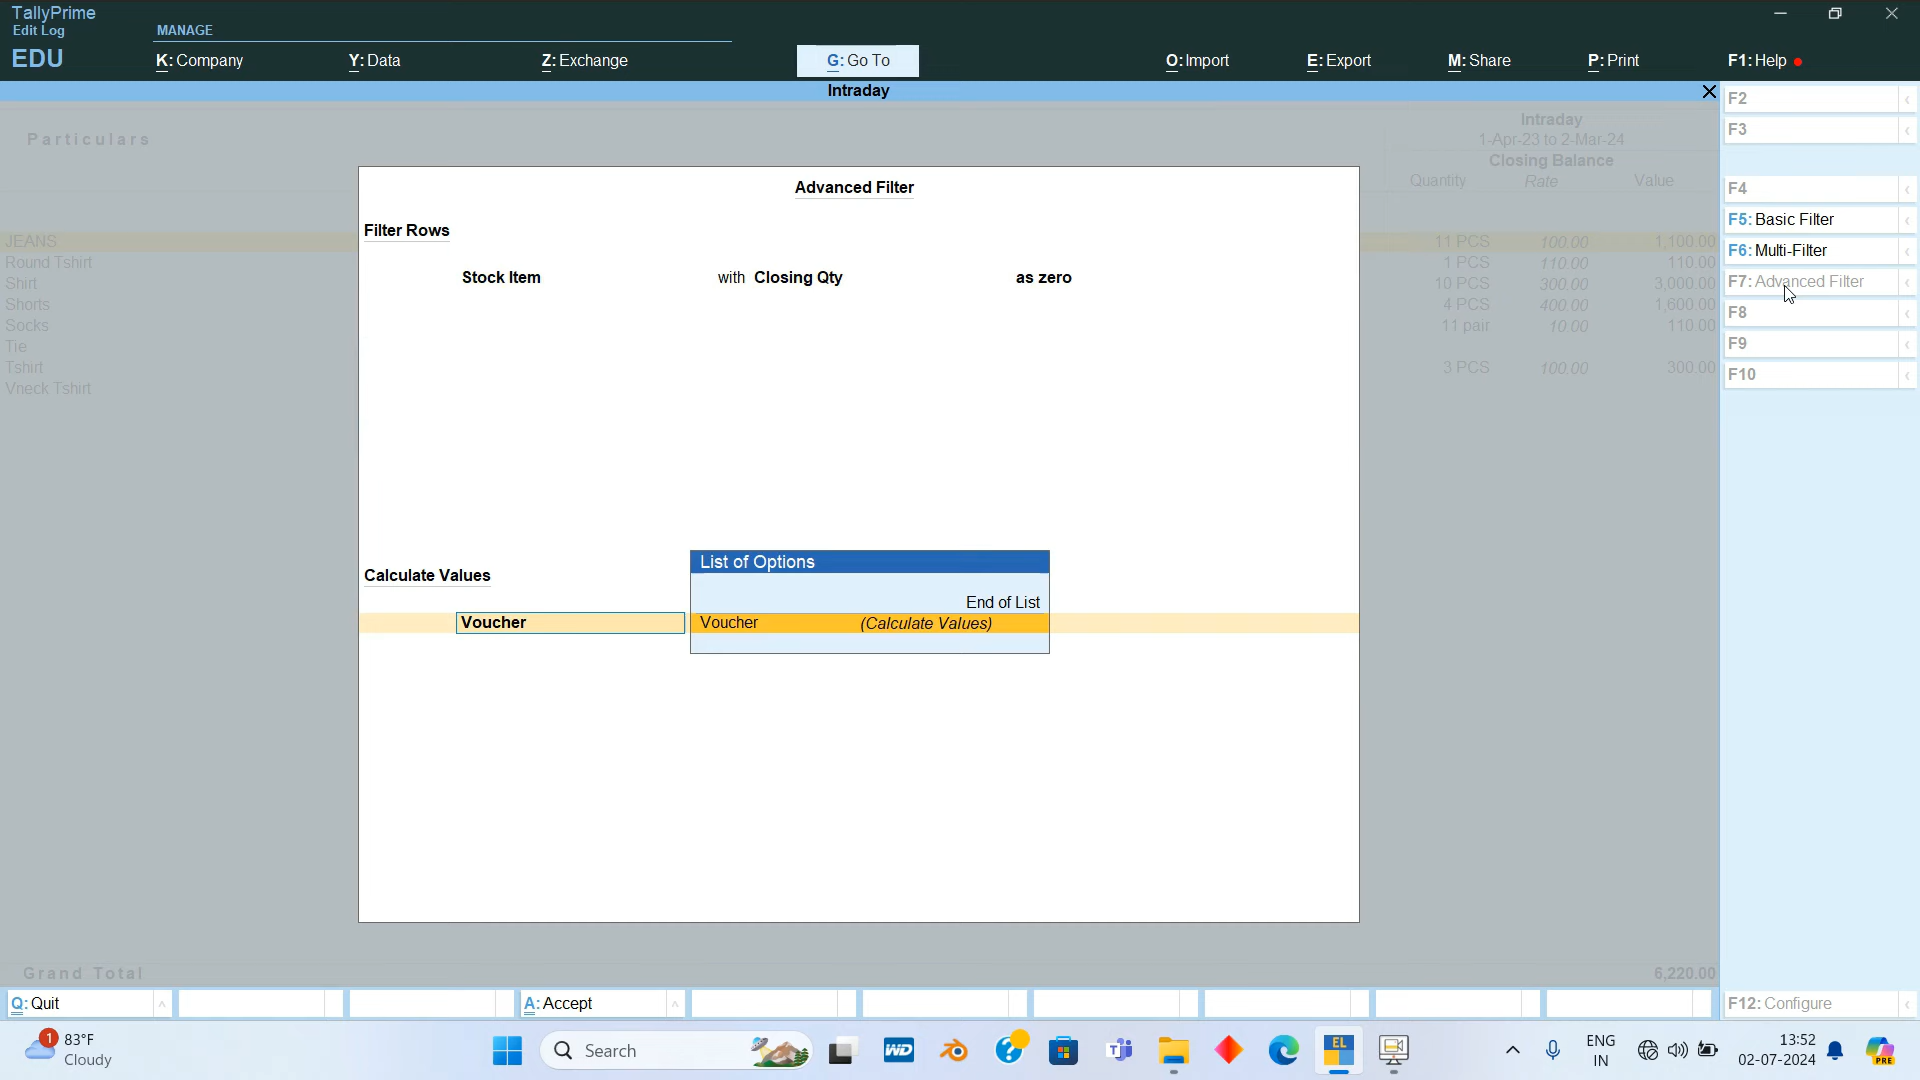 TallyPrime
Edit Log
MANAGE
EDU
K: Company
Y: Data
Z: Exchange
G: Go To
O: Import
E: Export
M: Share
P: Print
F1: Help
Intraday
Particulars
Intraday
1-Apr-23 to 2-Mar-24
Closing Balance
Quantity Rate Value
JEANS 11 PCS 100.00 1,100.00
Round Tshirt 1 PCS 110.00 110.00
Shirt 10 PCS 300.00 3,000.00
Shorts 4 PCS 400.00 1,600.00
Socks 11 pair 10.00 110.00
Tie
Tshirt 3 PCS 100.00 300.00
Vneck Tshirt
Advanced Filter
Filter Rows
Stock Item with Closing Qty as zero
Calculate Values
Voucher
List of Options
End of List
Voucher (Calculate Values)
Grand Total 6,220.00
F2
F3
F4
F5: Basic Filter
F6: Multi-Filter
F7: Advanced Filter
F8
F9
F10
F12: Configure
Q: Quit
A: Accept
1
83°F
Cloudy
Search
WD
EL
ENG
IN
13:52
02-07-2024
PRE